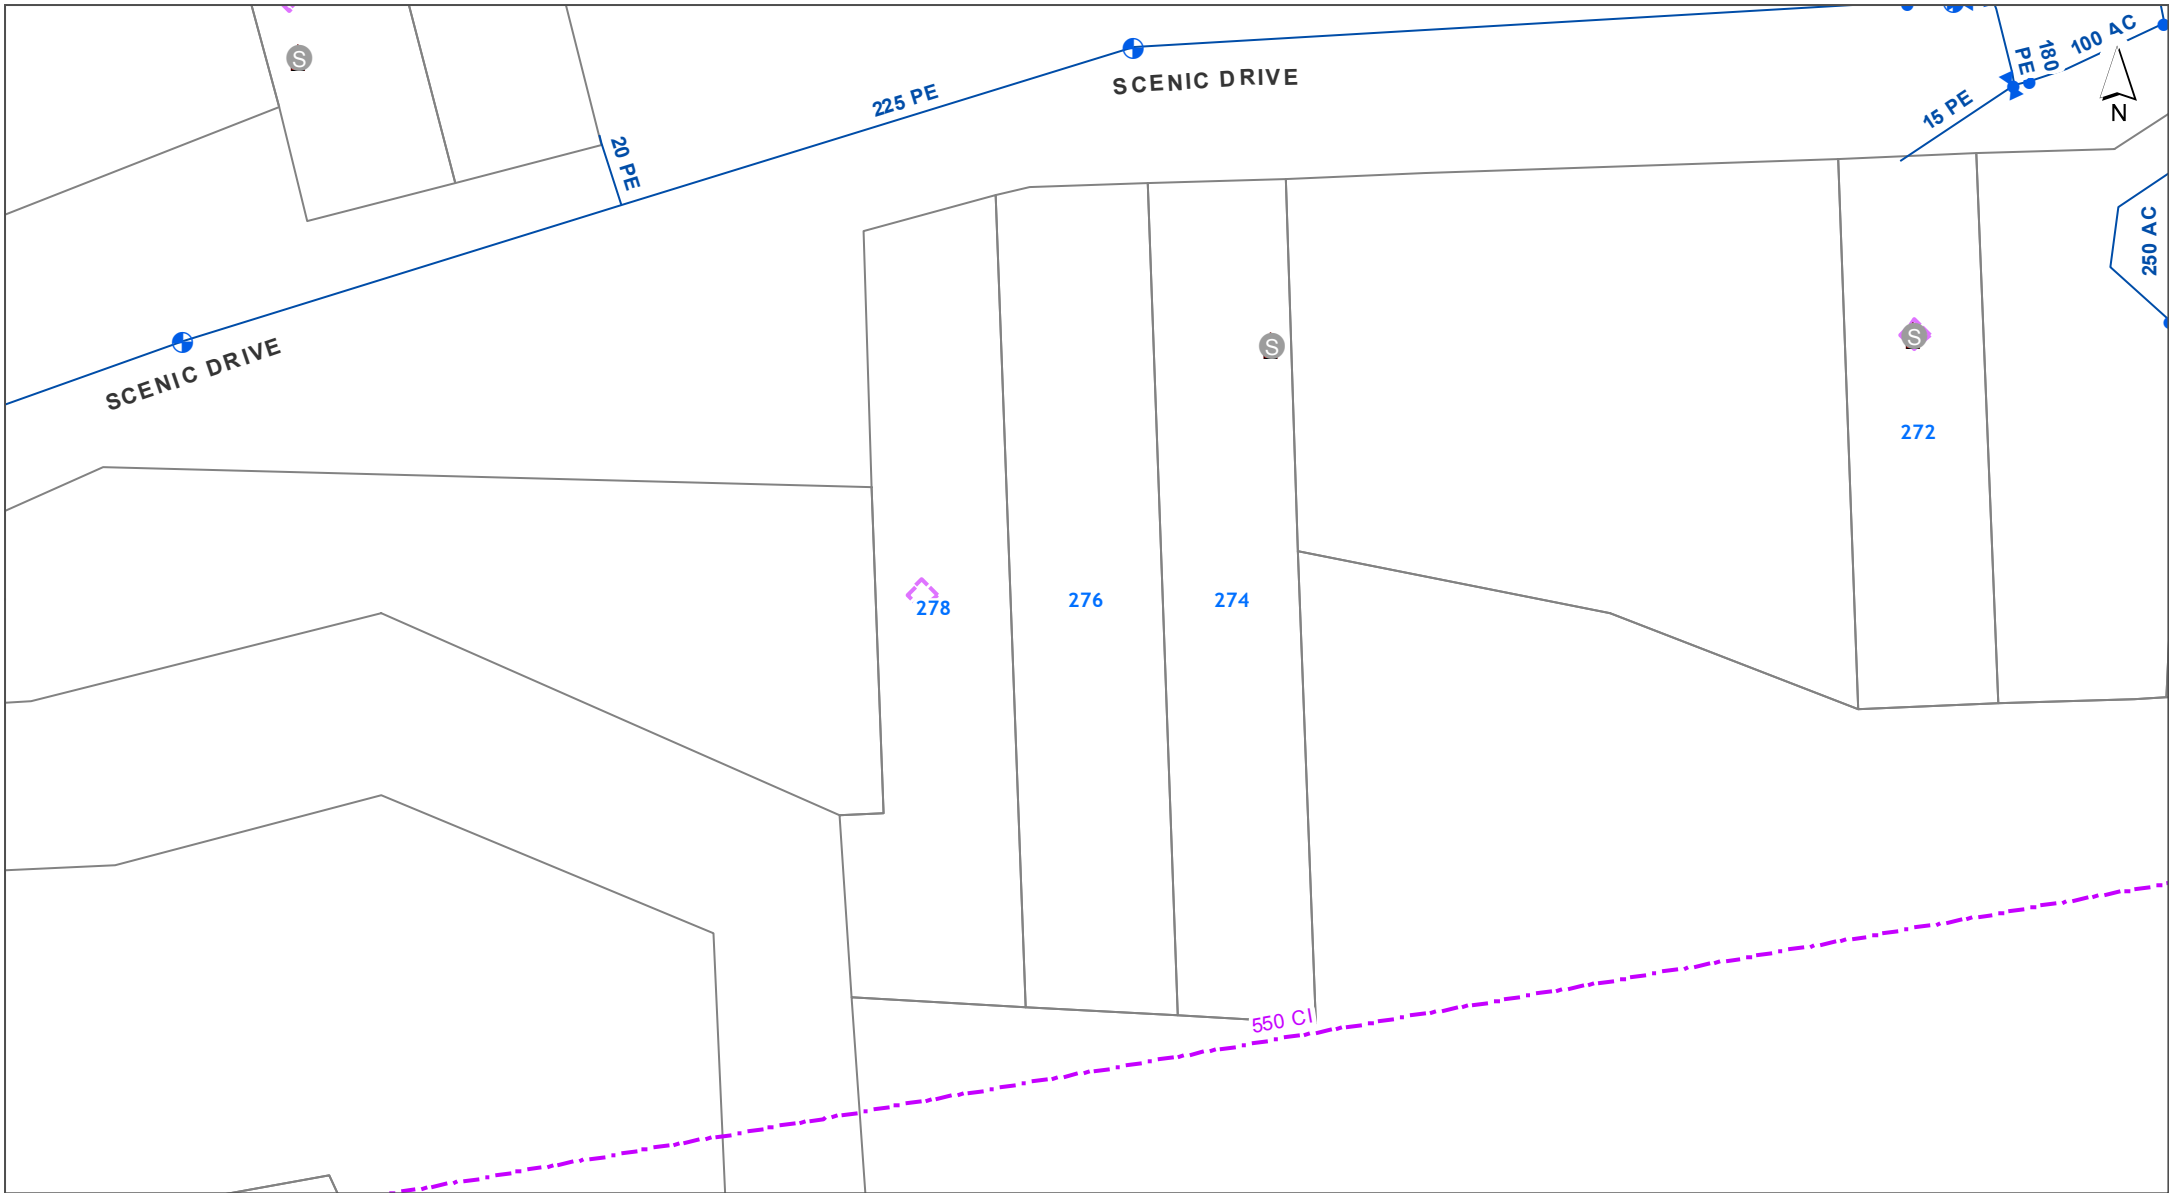 S
225 PE
SCENIC DRIVE
180 PE
100 AC
15 PE
N
20 PE
250 AC
SCENIC DRIVE
S
S
272
278
276
274
550 CI